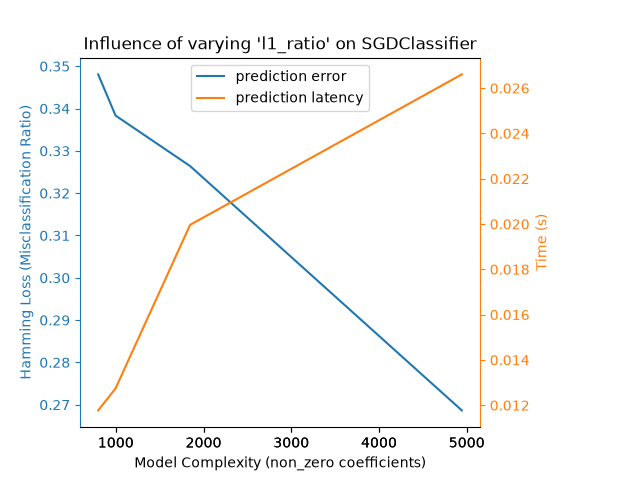 Influence of varying 'l1_ratio' on SGDClassifier
prediction error
prediction latency
Hamming Loss (Misclassification Ratio)
0.35
0.34
0.33
0.32
0.31
0.30
0.29
0.28
0.27
0.026
0.024
0.022
0.020
0.018
0.016
0.014
0.012
Time (s)
1000 2000 3000 4000 5000
Model Complexity (non_zero coefficients)